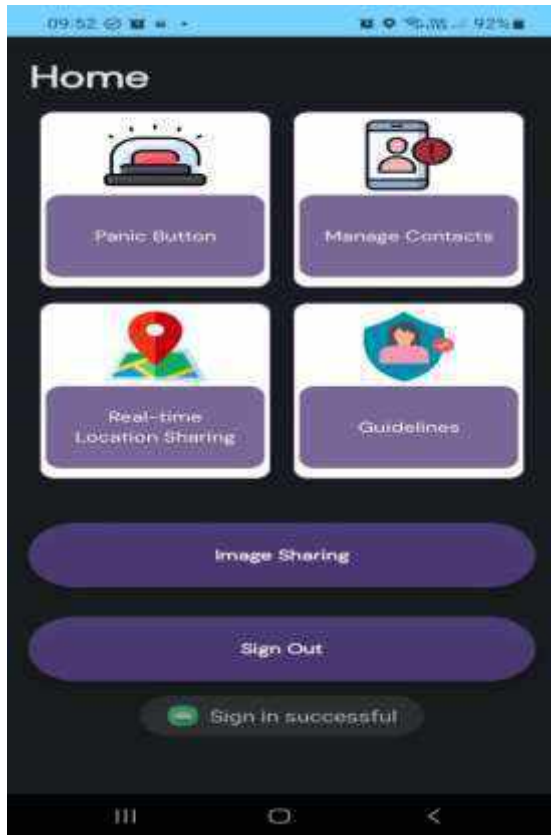 09:52
92%
Home
Panic Button
Manage Contacts
Real-time
Location Sharing
Guidelines
Image Sharing
Sign Out
Sign in successful